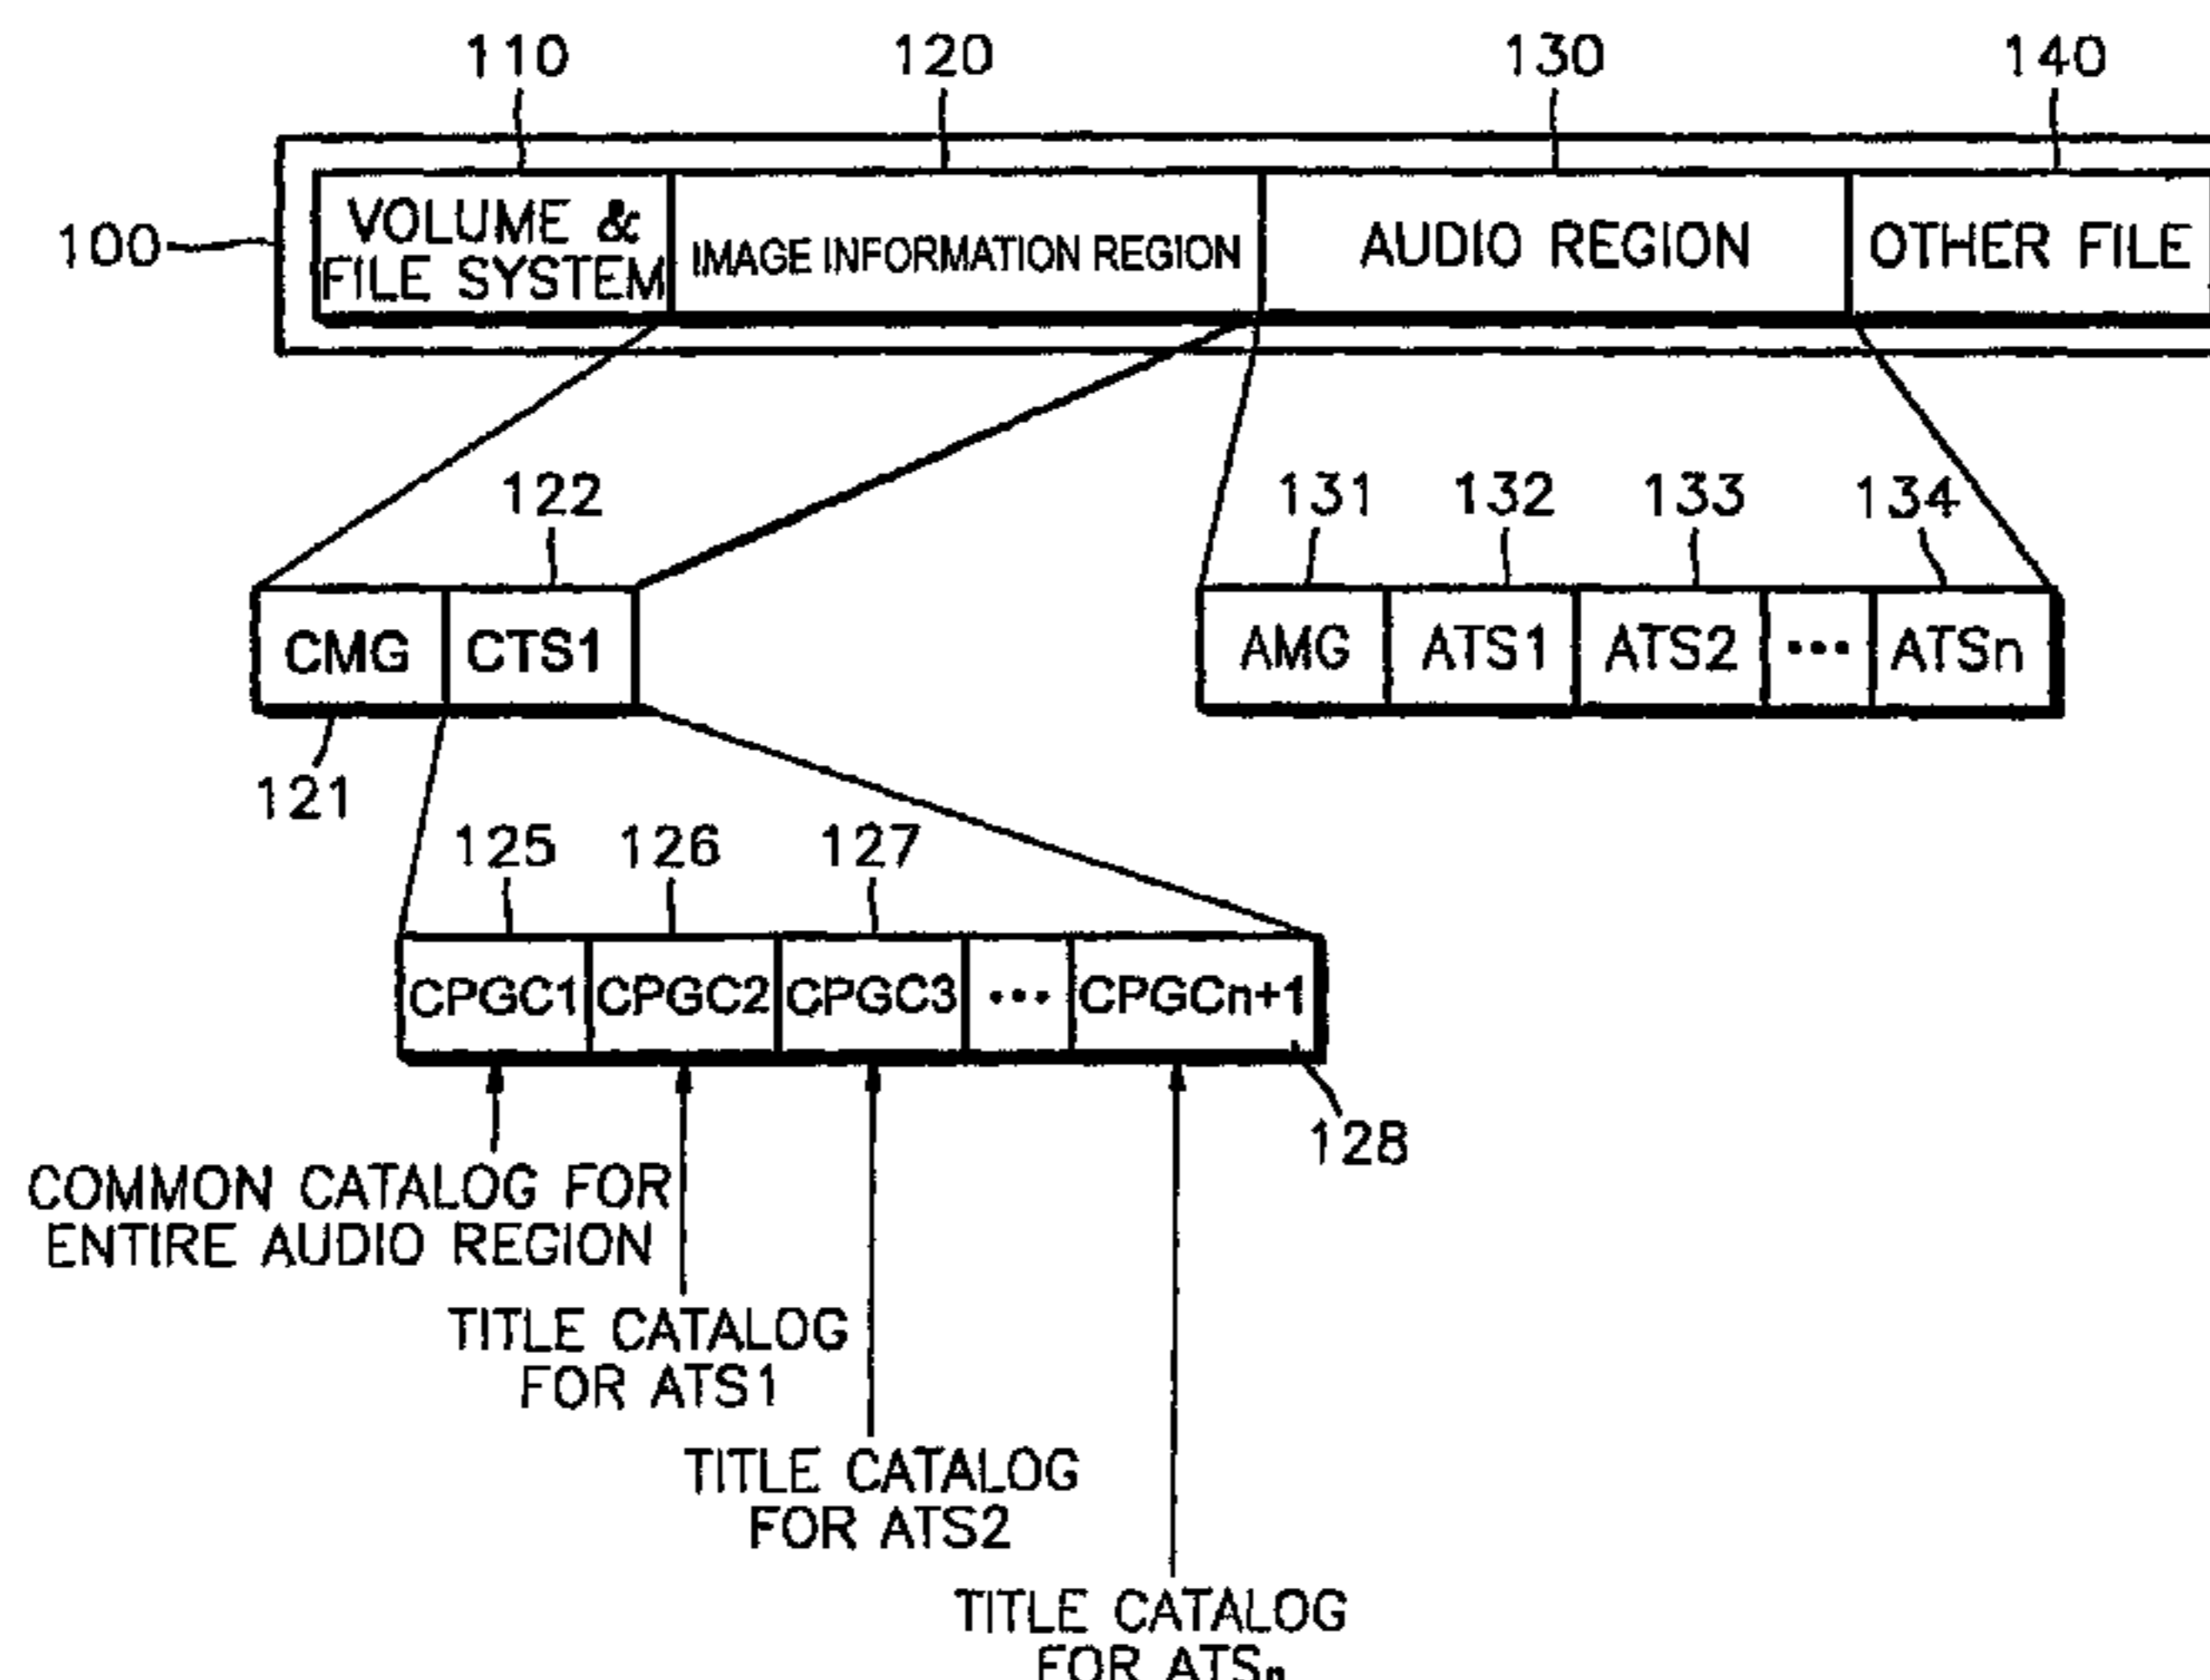 110
120
130
140
100
VOLUME &
FILE SYSTEM
IMAGE INFORMATION REGION
AUDIO REGION
OTHER FILE
122
131
132
133
134
CMG
CTS1
AMG
ATS1
ATS2
...
ATSn
121
125
126
127
CPGC1
CPGC2
CPGC3
...
CPGCn+1
128
COMMON CATALOG FOR
ENTIRE AUDIO REGION
TITLE CATALOG
FOR ATS1
TITLE CATALOG
FOR ATS2
TITLE CATALOG
FOR ATSn